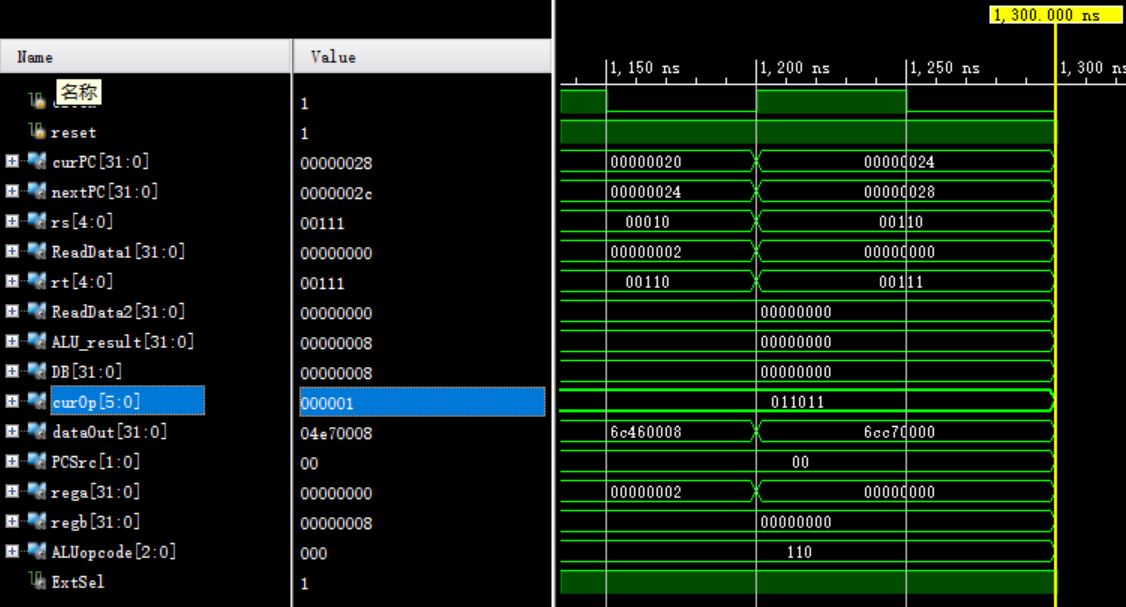 1,300.000 ns
Name Value
1,150 ns 1,200 ns 1,250 ns 1,300 ns
名称
1
reset 1
curPC[31:0] 00000028 00000020 00000024
nextPC[31:0] 0000002c 00000024 00000028
rs[4:0] 00111 00010 00110
ReadData1[31:0] 00000000 00000002 00000000
rt[4:0] 00111 00110 00111
ReadData2[31:0] 00000000 00000000
ALU_result[31:0] 00000008 00000000
DB[31:0] 00000008 00000000
curOp[5:0] 000001 011011
dataOut[31:0] 04e70008 6c460008 6cc70000
PCSrc[1:0] 00 00
rega[31:0] 00000000 00000002 00000000
regb[31:0] 00000008 00000000
ALUopcode[2:0] 000 110
ExtSel 1